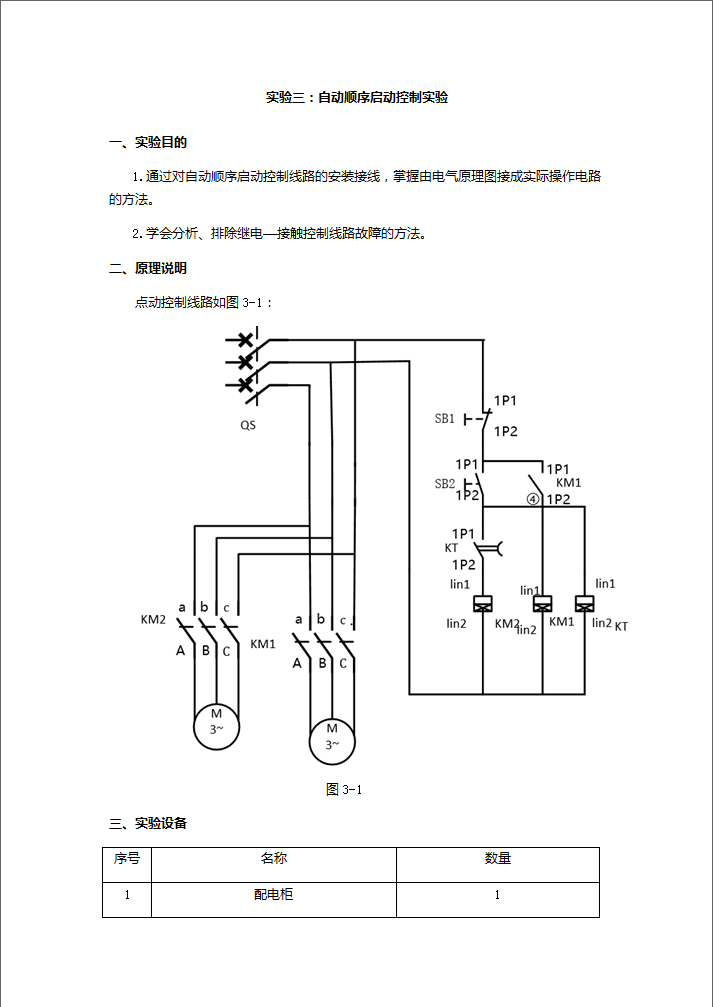 实验三：自动顺序启动控制实验
一、实验目的
1.通过对自动顺序启动控制线路的安装接线，掌握由电气原理图接成实际操作电路
的方法。
2.学会分析、排除继电—接触控制线路故障的方法。
二、原理说明
点动控制线路如图 3-1：
QS
1P1
SB1
1P2
1P1
1P1
SB2
KM1
1P2
④
1P2
1P1
KT
1P2
lin1
lin1
lin1
lin2
KM2
lin2
KM1
lin2
KT
KM2
a b c
A B C
KM1
a b c .
A B C
M
3~
M
3~
图 3-1
三、实验设备
序号 名称 数量
1 配电柜 1